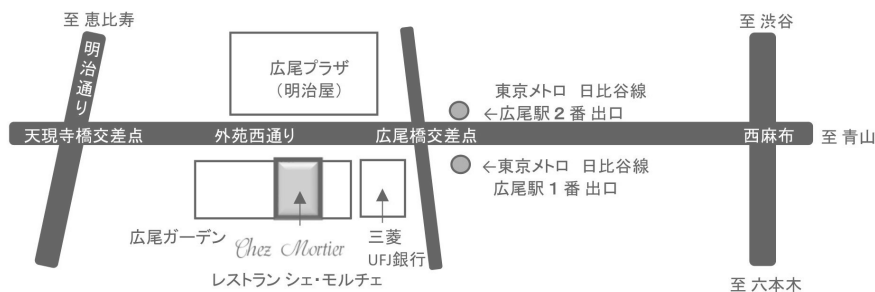 至 恵比寿
明治通り
広尾プラザ
（明治屋）
至 渋谷
東京メトロ 日比谷線
←広尾駅２番 出口
天現寺橋交差点
外苑西通り
広尾橋交差点
西麻布
至 青山
←東京メトロ 日比谷線
広尾駅１番 出口
広尾ガーデン
Chez Mortier
レストラン シェ・モルチェ
三菱
UFJ銀行
至 六本木